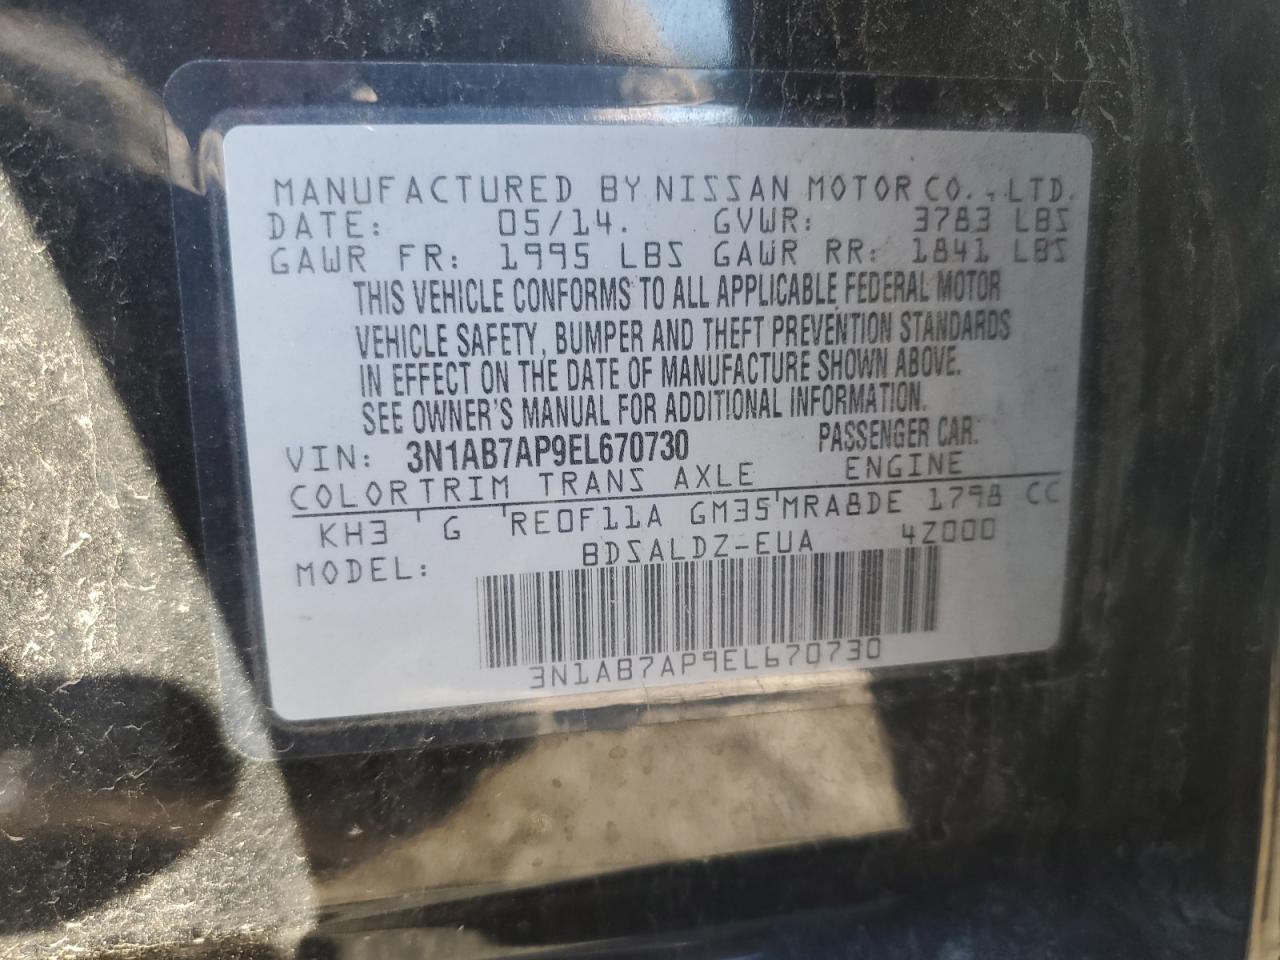 MANUFACTURED BY NISSAN MOTOR CO., LTD.
DATE: 05/14. GVWR: 3783 LBS
GAWR FR: 1995 LBS GAWR RR: 1841 LBS
THIS VEHICLE CONFORMS TO ALL APPLICABLE FEDERAL MOTOR
VEHICLE SAFETY, BUMPER AND THEFT PREVENTION STANDARDS
IN EFFECT ON THE DATE OF MANUFACTURE SHOWN ABOVE.
SEE OWNER'S MANUAL FOR ADDITIONAL INFORMATION.
VIN: 3N1AB7AP9EL670730 PASSENGER CAR.
COLOR TRIM TRANS AXLE ENGINE
KH3 G RE0F11A GM35 MRA8DE 1798 CC
MODEL: BDSALDZ-EUA 4Z000
3N1AB7AP9EL670730